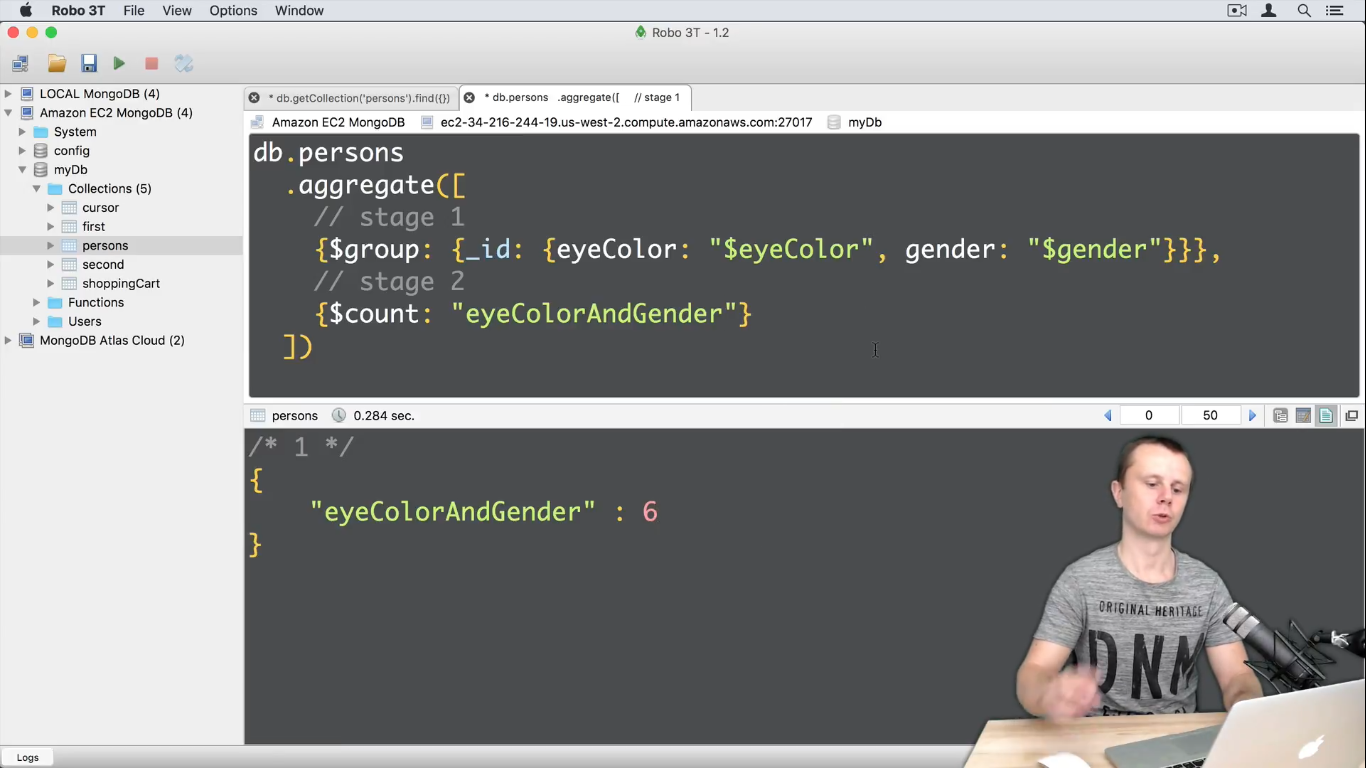 Robo 3T File View Options Window
Robo 3T - 1.2
LOCAL MongoDB (4)
Amazon EC2 MongoDB (4)
System
config
myDb
Collections (5)
cursor
first
persons
second
shoppingCart
Functions
Users
MongoDB Atlas Cloud (2)
* db.getCollection('persons').find({}) * db.persons .aggregate([ // stage 1
Amazon EC2 MongoDB ec2-34-216-244-19.us-west-2.compute.amazonaws.com:27017 myDb
db.persons
.aggregate([
// stage 1
{$group: {_id: {eyeColor: "$eyeColor", gender: "$gender"}}},
// stage 2
{$count: "eyeColorAndGender"}
])
persons 0.284 sec. 0 50
/* 1 */
{
"eyeColorAndGender" : 6
}
ORIGINAL HERITAGE
DNM
Logs